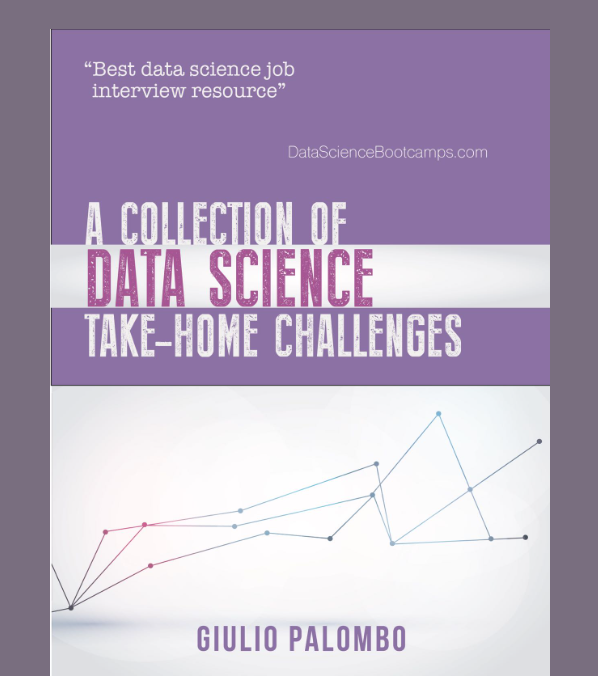 “Best data science job
interview resource”
DataScienceBootcamps.com
A COLLECTION OF
DATA SCIENCE
TAKE-HOME CHALLENGES
GIULIO PALOMBO